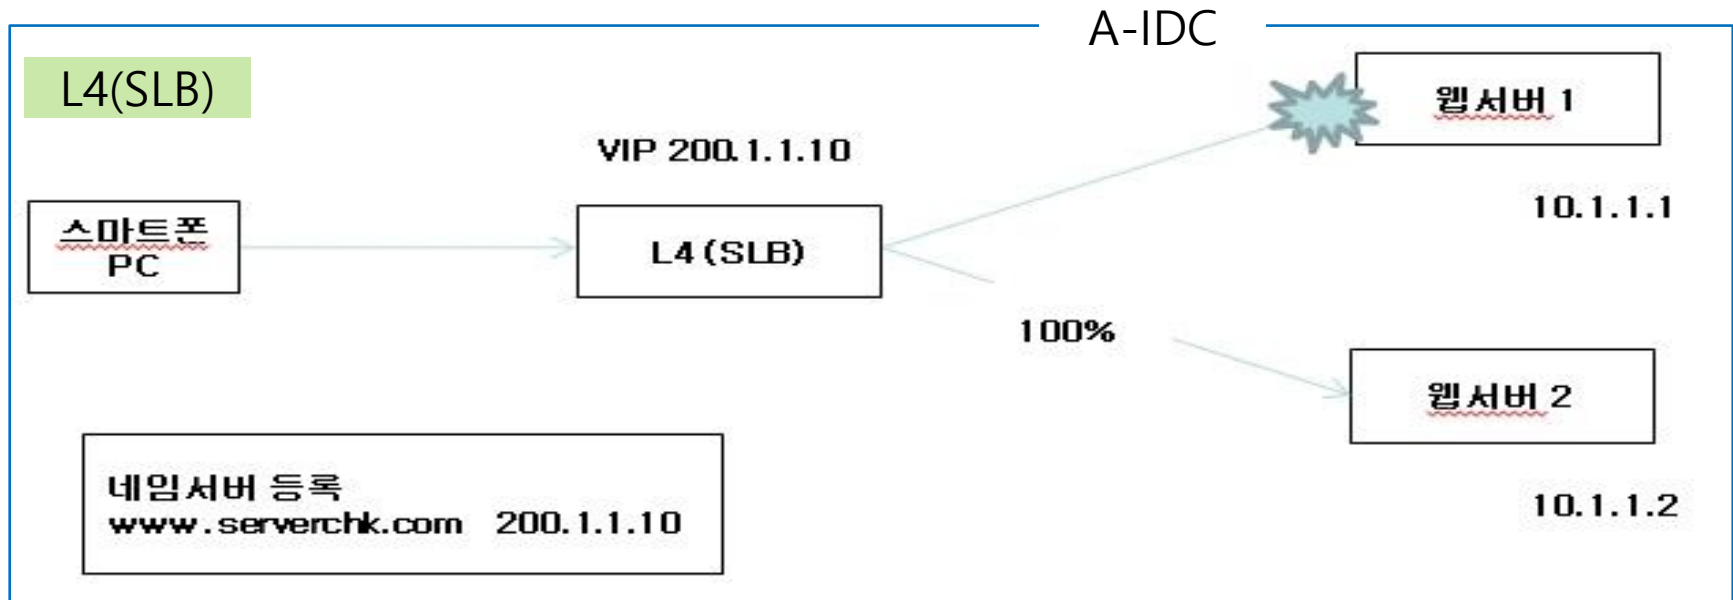 A-IDC
L4(SLB)
웹서버 1
VIP 200.1.1.10
10.1.1.1
스마트폰
PC
L4(SLB)
100%
웹서버 2
네임서버 등록
www.serverchk.com 200.1.1.10
10.1.1.2